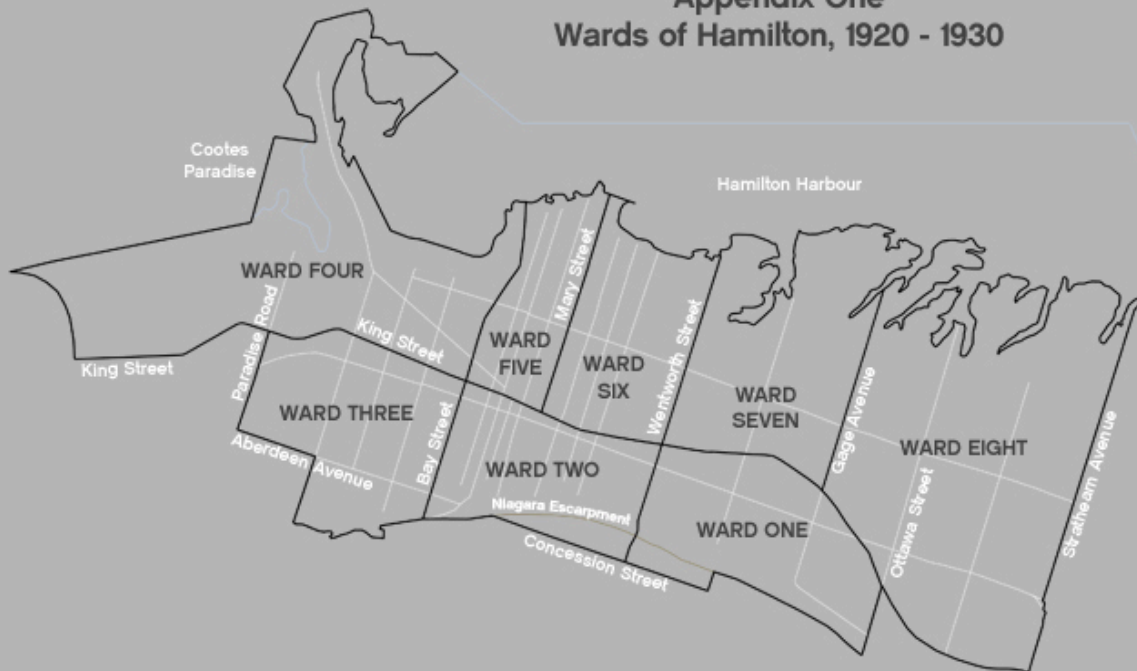 Appendix One
Wards of Hamilton, 1920 - 1930
Cootes
Paradise
Hamilton Harbour
WARD FOUR
Mary Street
Paradise Road
King Street
Wentworth Street
WARD
FIVE
King Street
WARD
SIX
WARD
SEVEN
Gage Avenue
WARD THREE
Bay Street
WARD EIGHT
Aberdeen Avenue
WARD TWO
Ottawa Street
Strathearn Avenue
Niagara Escarpment
WARD ONE
Concession Street